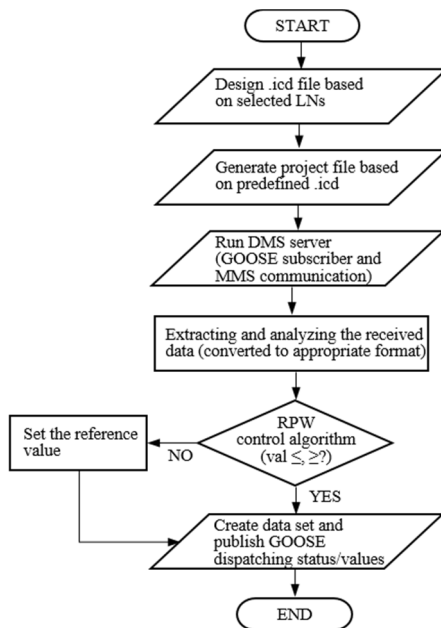 START
Design .icd file based
on selected LNs
Generate project file based
on predefined .icd
Run DMS server
(GOOSE subscriber and
MMS communication)
Extracting and analyzing the received
data (converted to appropriate format)
RPW
control algorithm
(val ≤, ≥?)
NO
Set the reference
value
YES
Create data set and
publish GOOSE
dispatching status/values
END